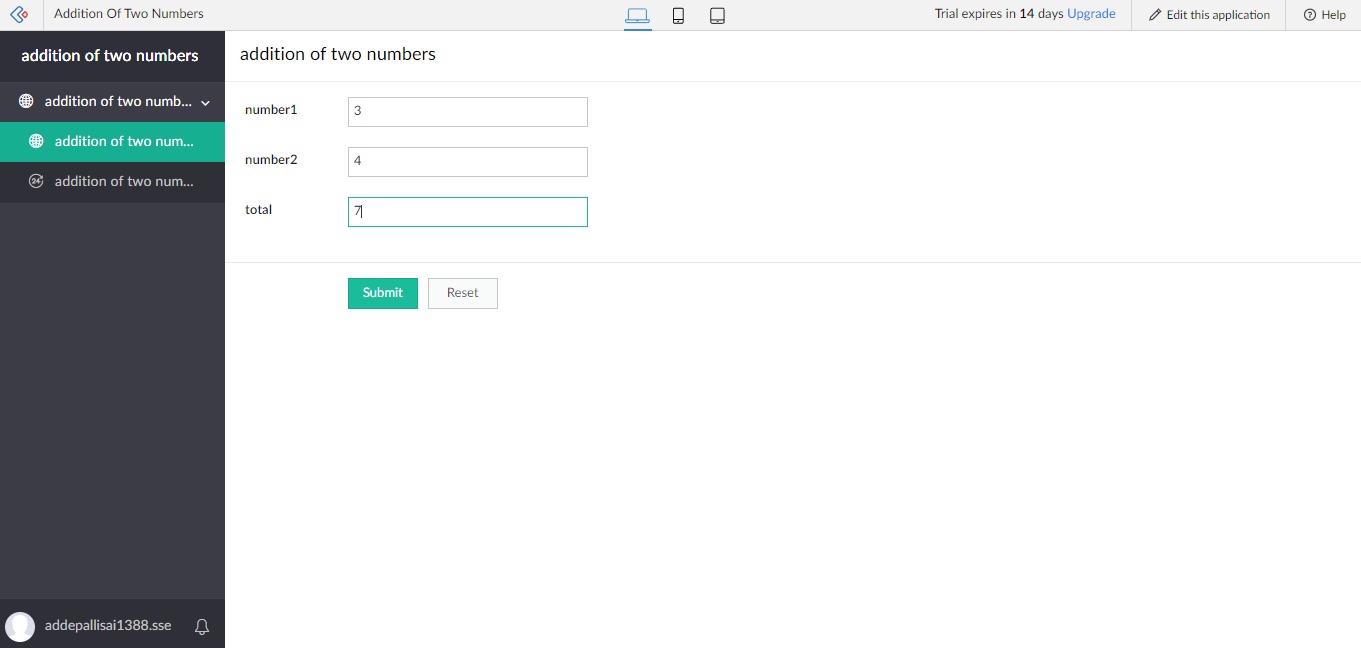 Addition Of Two Numbers
Trial expires in 14 days Upgrade
Edit this application
Help
addition of two numbers
addition of two numb...
addition of two num...
24
addition of two num...
addition of two numbers
number1
3
number2
4
total
7
Submit
Reset
addepallisai1388.sse